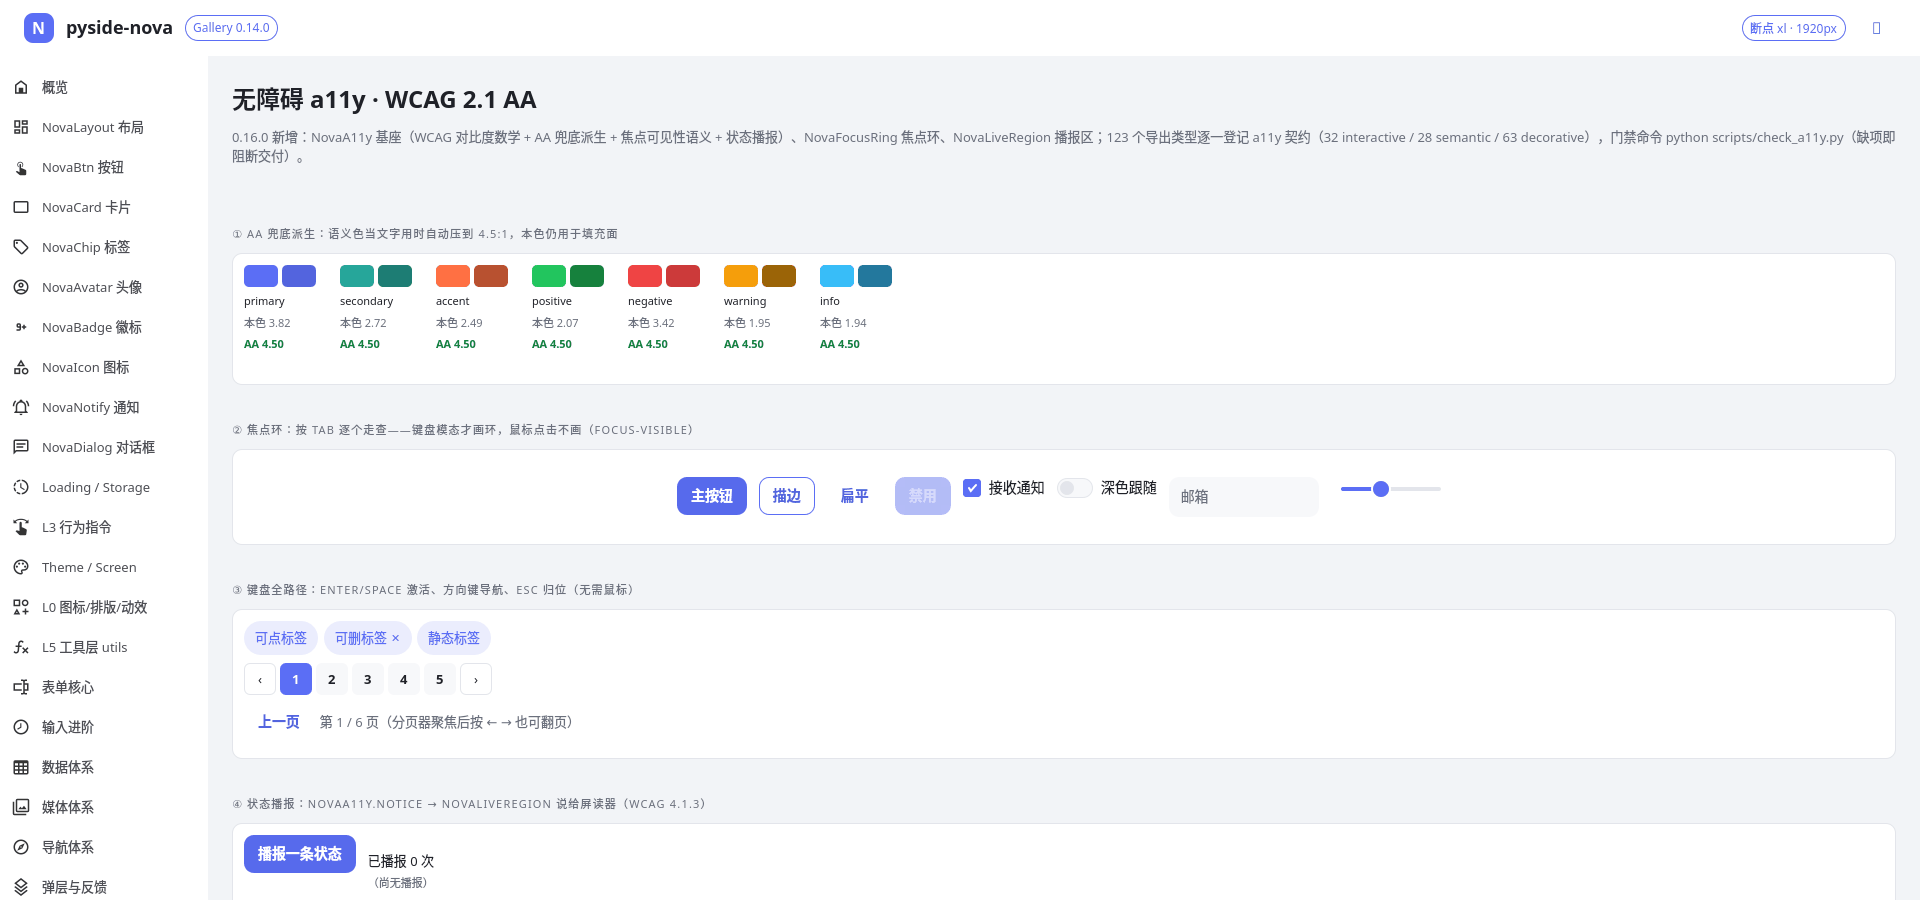 N pyside-nova Gallery 0.14.0 断点 xl · 1920px
概览
NovaLayout 布局
NovaBtn 按钮
NovaCard 卡片
NovaChip 标签
NovaAvatar 头像
9+ NovaBadge 徽标
NovaIcon 图标
NovaNotify 通知
NovaDialog 对话框
Loading / Storage
L3 行为指令
Theme / Screen
L0 图标/排版/动效
L5 工具层 utils
表单核心
输入进阶
数据体系
媒体体系
导航体系
弹层与反馈
无障碍 a11y · WCAG 2.1 AA
0.16.0 新增：NovaA11y 基座（WCAG 对比度数学 + AA 兜底派生 + 焦点可见性语义 + 状态播报）、NovaFocusRing 焦点环、NovaLiveRegion 播报区；123 个导出类型逐一登记 a11y 契约（32 interactive / 28 semantic / 63 decorative），门禁命令 python scripts/check_a11y.py（缺项即
阻断交付）。
① AA 兜底派生：语义色当文字用时自动压到 4.5:1，本色仍用于填充面
primary secondary accent positive negative warning info
本色 3.82 本色 2.72 本色 2.49 本色 2.07 本色 3.42 本色 1.95 本色 1.94
AA 4.50 AA 4.50 AA 4.50 AA 4.50 AA 4.50 AA 4.50 AA 4.50
② 焦点环：按 TAB 逐个走查——键盘模态才画环，鼠标点击不画（FOCUS-VISIBLE）
主按钮 描边 扁平 禁用 接收通知 深色跟随 邮箱
③ 键盘全路径：ENTER/SPACE 激活、方向键导航、ESC 归位（无需鼠标）
可点标签 可删标签 × 静态标签
‹ 1 2 3 4 5 ›
上一页 第 1 / 6 页（分页器聚焦后按 ← → 也可翻页）
④ 状态播报：NOVAA11Y.NOTICE → NOVALIVEREGION 说给屏读器（WCAG 4.1.3）
播报一条状态 已播报 0 次
（尚无播报）